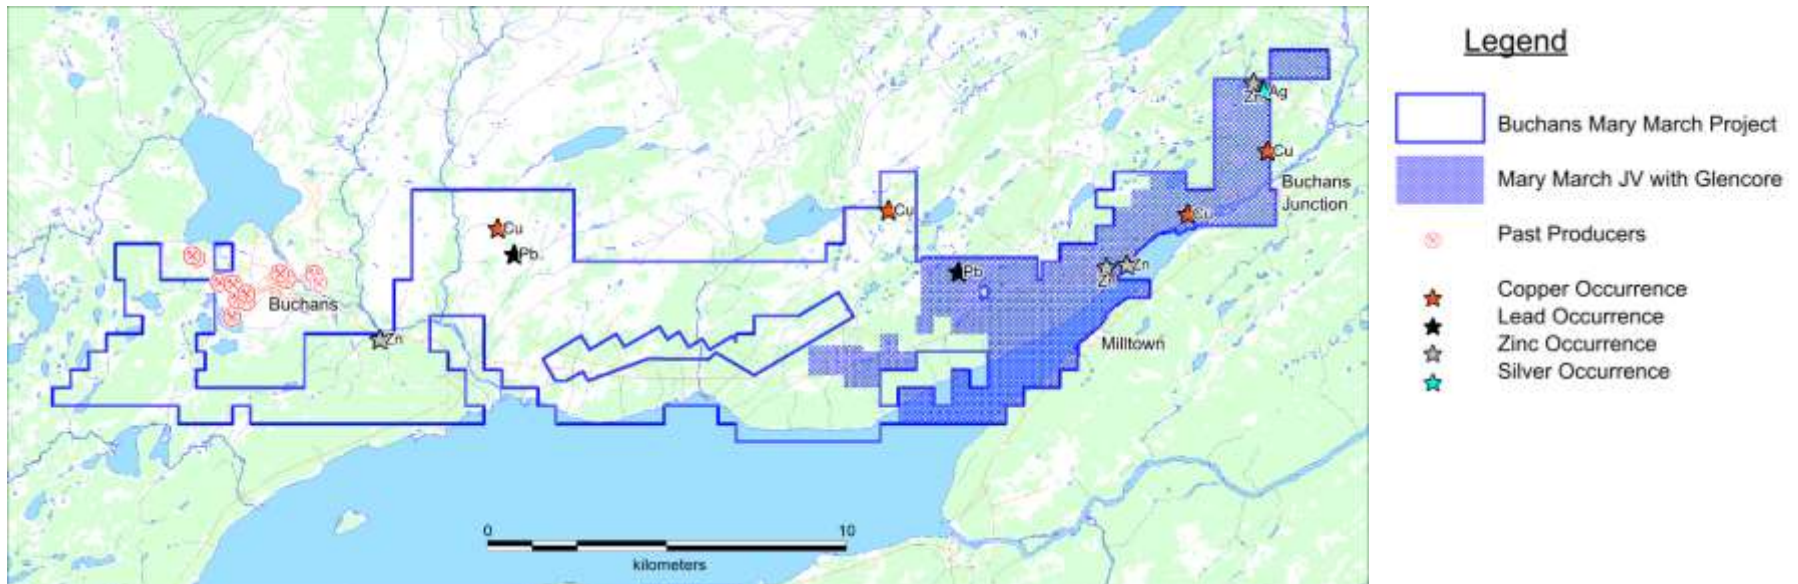 Legend
Buchans Mary March Project
Mary March JV with Glencore
Past Producers
Copper Occurrence
Lead Occurrence
Zinc Occurrence
Silver Occurrence
Zn
Ag
Cu
Buchans
Junction
Cu
Cu
Cu
Pb
Pb
Zn
Zn
Buchans
Zn
Milltown
0
10
kilometers